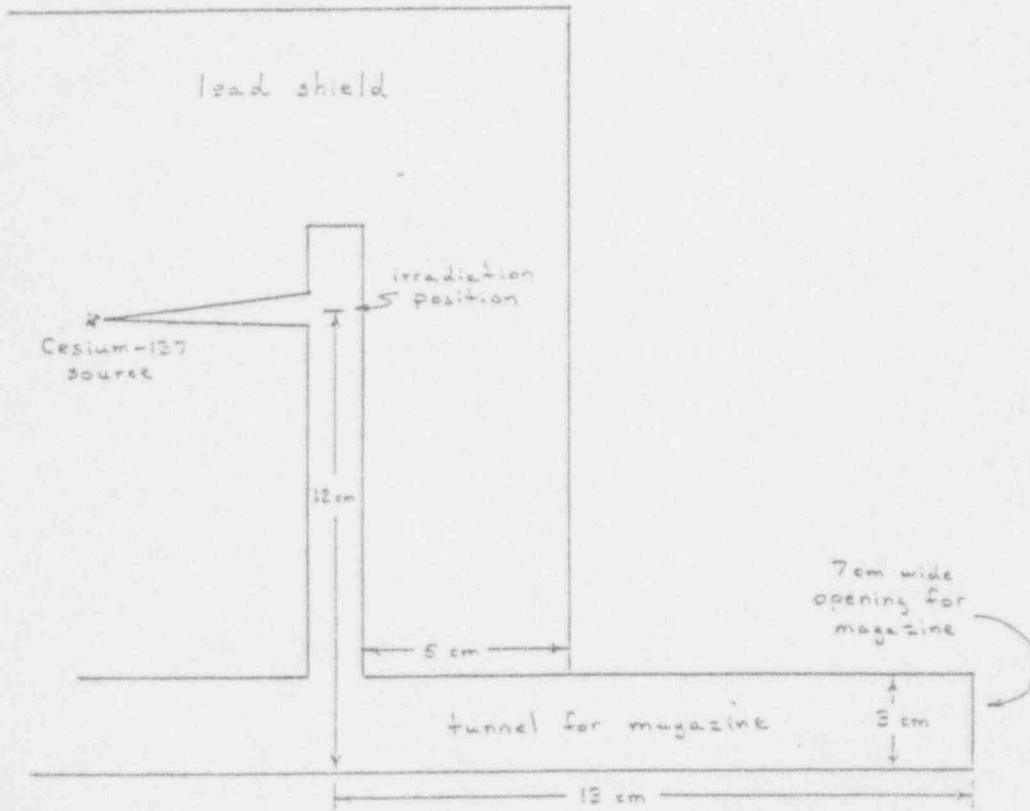 lead shield
irradiation
position
Cesium-137
source
12 cm
7 cm wide
opening for
magazine
5 cm
tunnel for magazine
3 cm
13 cm